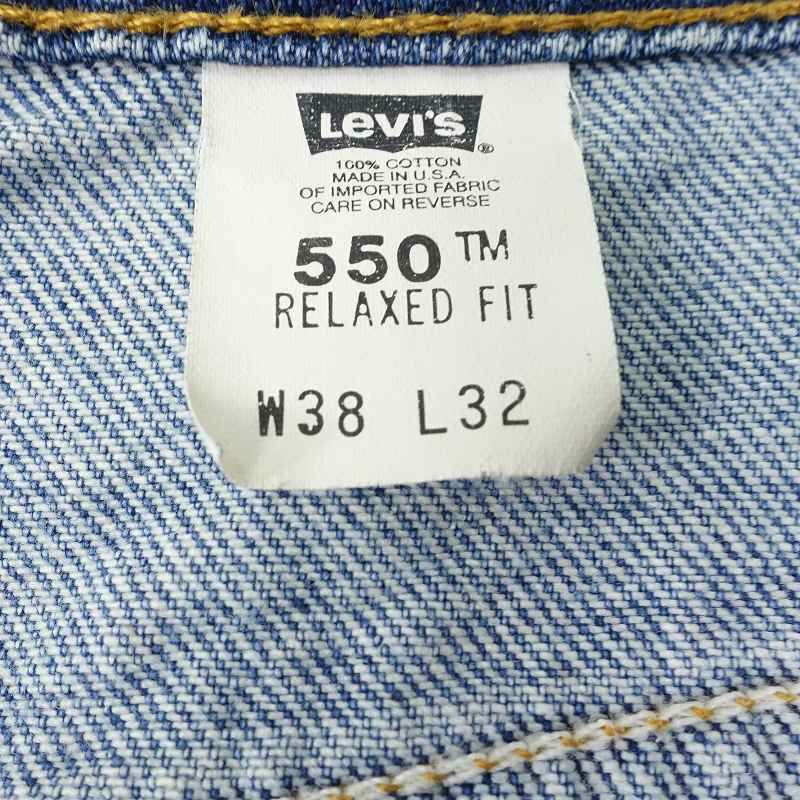 Levi's ®
100% COTTON
MADE IN U.S.A.
OF IMPORTED FABRIC
CARE ON REVERSE
550™
RELAXED FIT
W38 L32